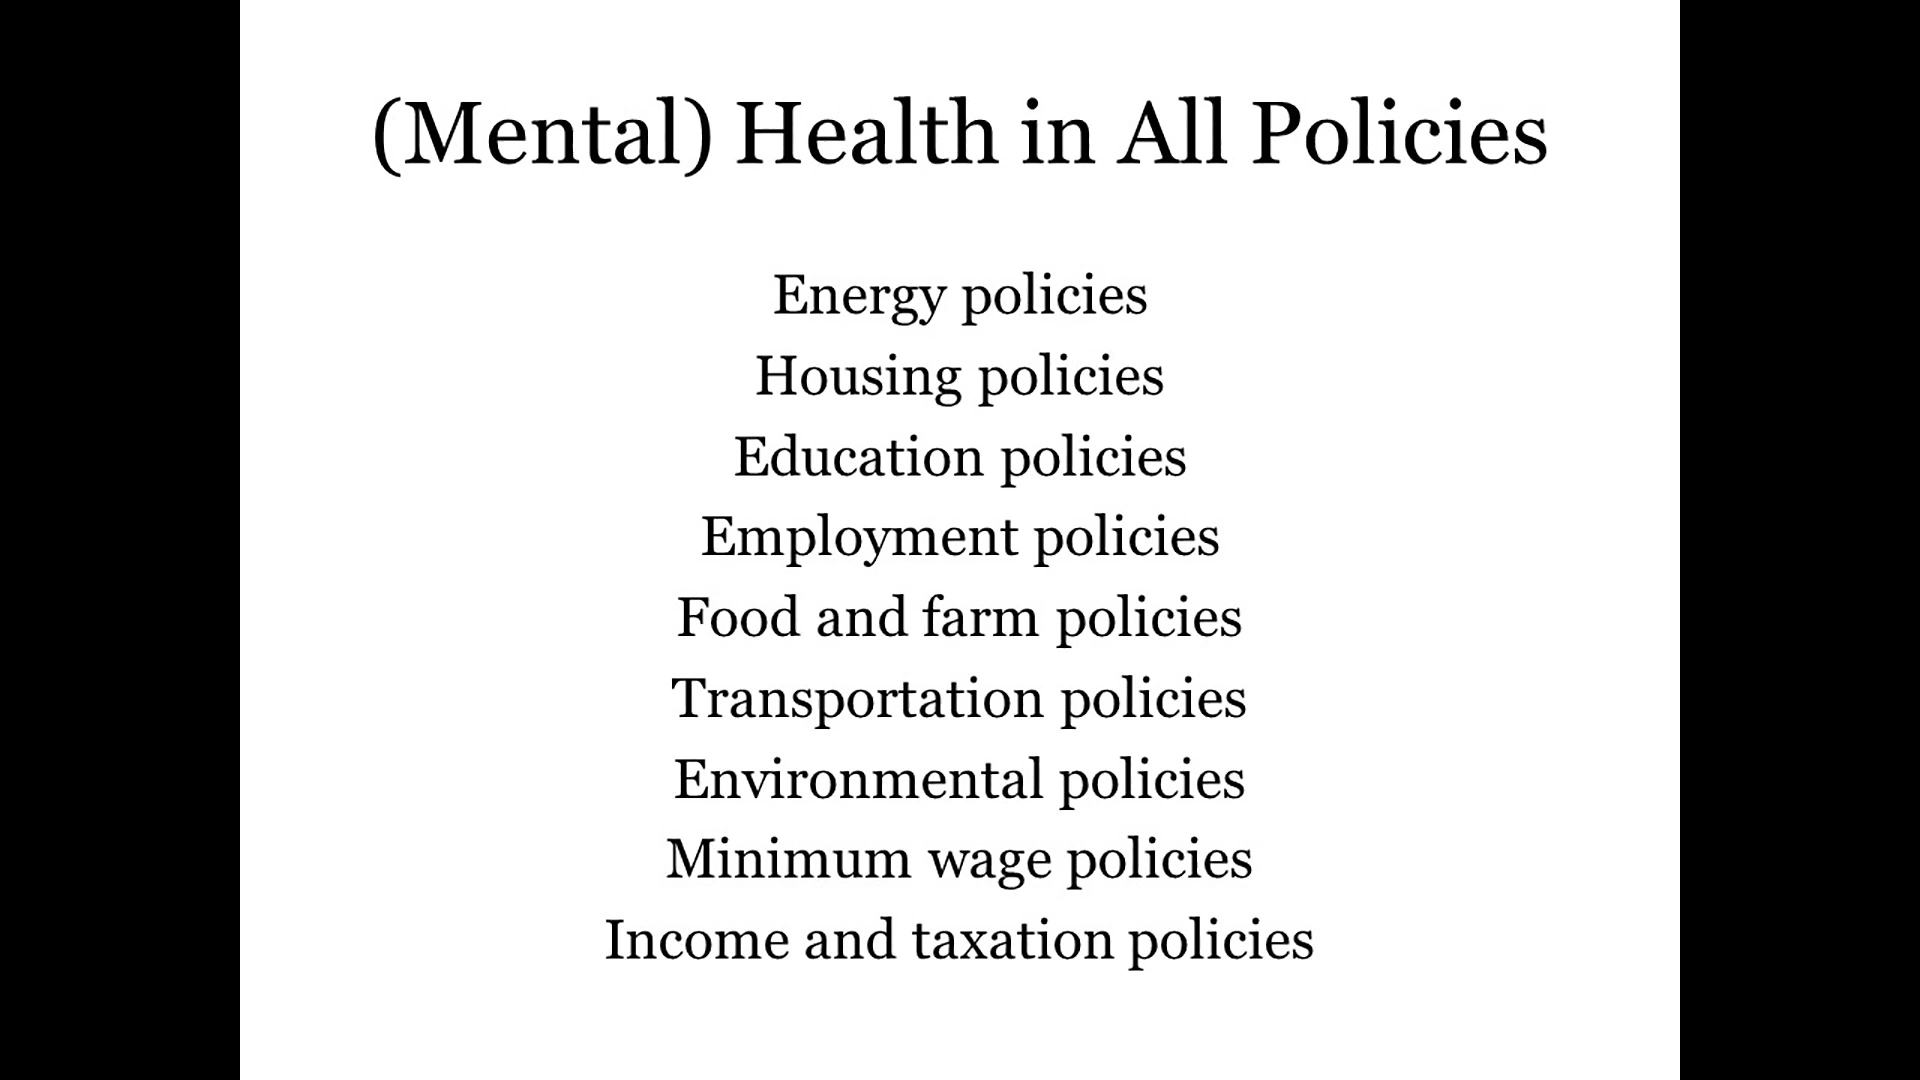 (Mental) Health in All Policies
Energy policies
Housing policies
Education policies
Employment policies
Food and farm policies
Transportation policies
Environmental policies
Minimum wage policies
Income and taxation policies